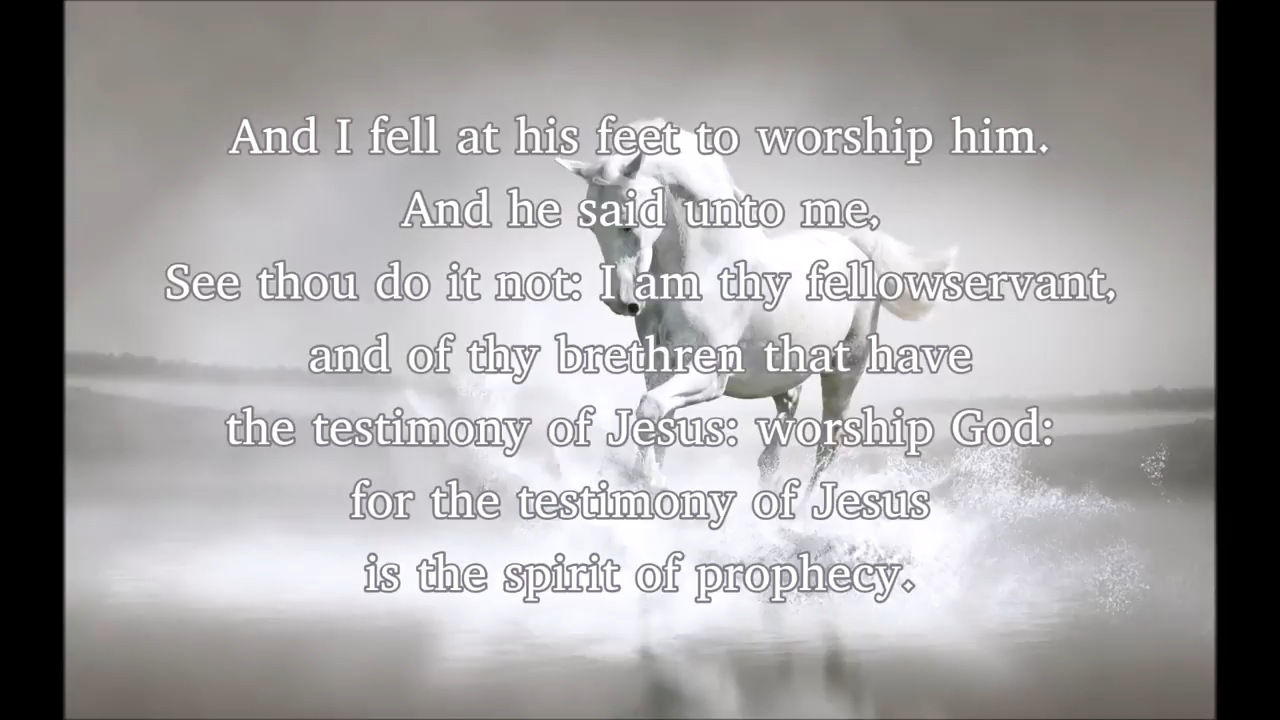 And I fell at his feet to worship him.
And he said unto me,
See thou do it not: I am thy fellowservant,
and of thy brethren that have
the testimony of Jesus: worship God:
for the testimony of Jesus
is the spirit of prophecy.